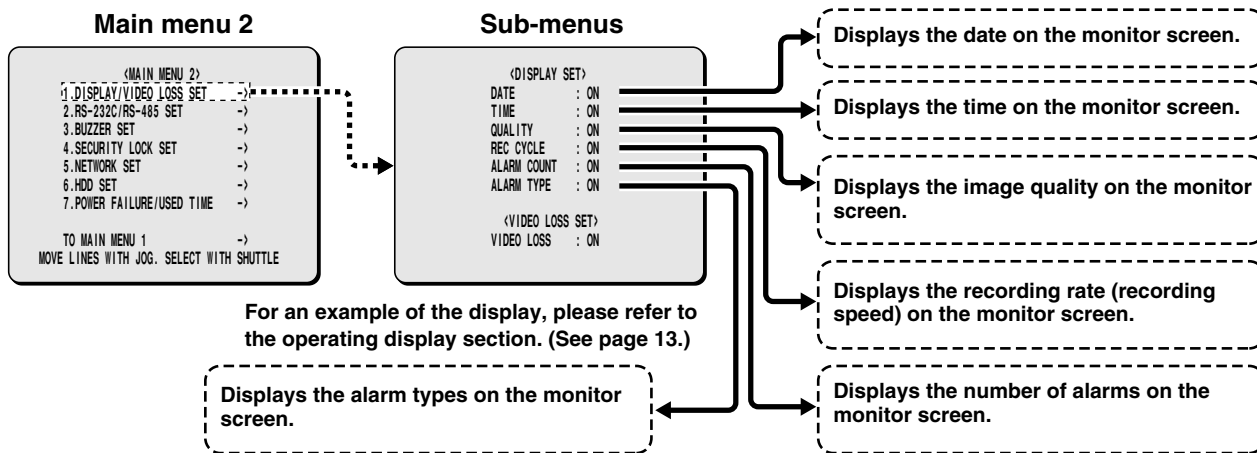 Main menu 2
<MAIN MENU 2>
1.DISPLAY/VIDEO LOSS SET ->
2.RS-232C/RS-485 SET ->
3.BUZZER SET ->
4.SECURITY LOCK SET ->
5.NETWORK SET ->
6.HDD SET ->
7.POWER FAILURE/USED TIME ->
TO MAIN MENU 1 ->
MOVE LINES WITH JOG. SELECT WITH SHUTTLE
Sub-menus
<DISPLAY SET>
DATE : ON
TIME : ON
QUALITY : ON
REC CYCLE : ON
ALARM COUNT : ON
ALARM TYPE : ON
<VIDEO LOSS SET>
VIDEO LOSS : ON
For an example of the display, please refer to
the operating display section. (See page 13.)
Displays the date on the monitor screen.
Displays the time on the monitor screen.
Displays the image quality on the monitor
screen.
Displays the recording rate (recording
speed) on the monitor screen.
Displays the number of alarms on the
monitor screen.
Displays the alarm types on the monitor
screen.